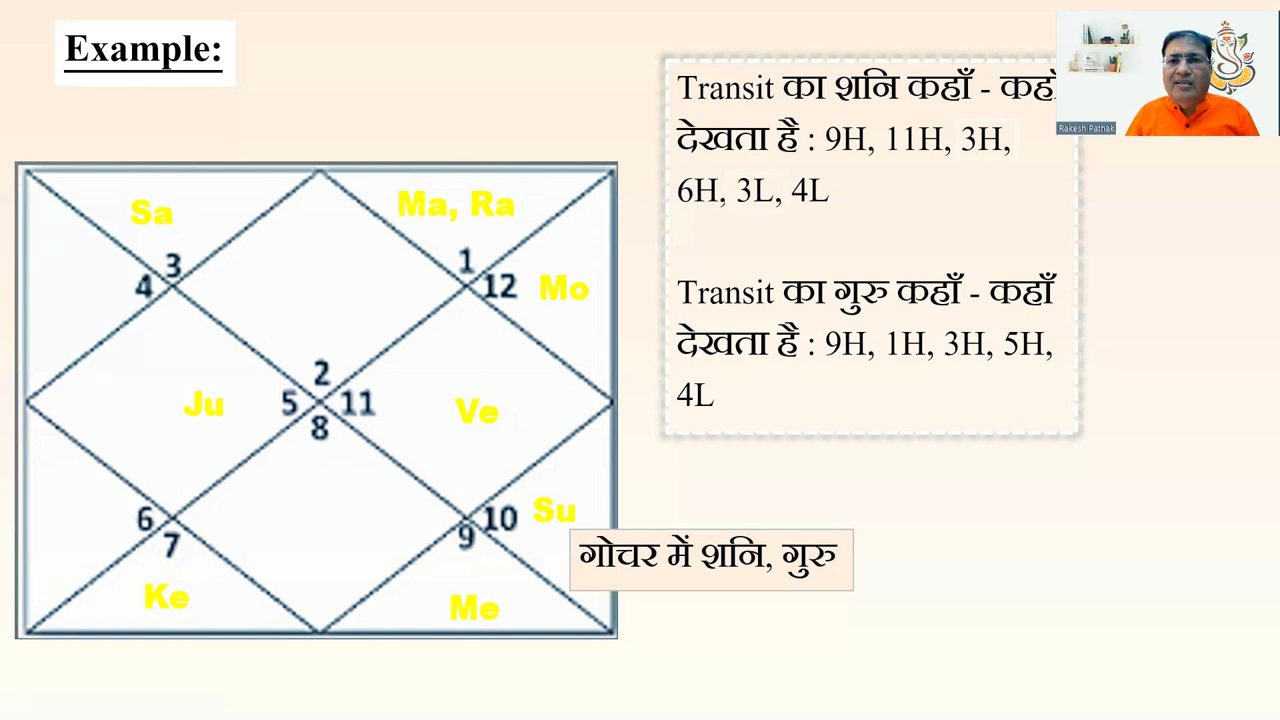 Example:
Transit का शनि कहाँ - कहाँ
देखता है : 9H, 11H, 3H,
6H, 3L, 4L
Transit का गुरु कहाँ - कहाँ
देखता है : 9H, 1H, 3H, 5H,
4L
Rakesh Pathak
Sa
Ma, Ra
3
1
4
12
Mo
2
Ju
5
11
Ve
8
6
10
Su
7
9
गोचर में शनि, गुरु
Ke
Me